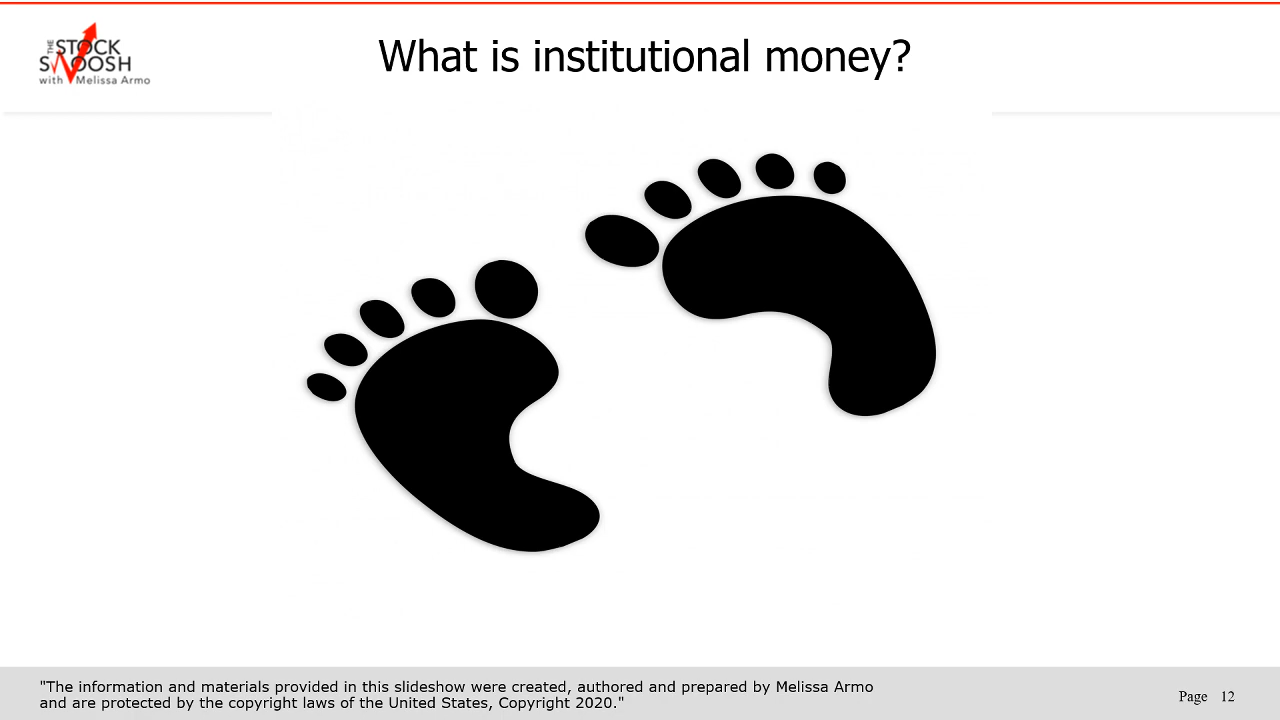 THE STOCK
SWOOSH
with Melissa Armo
What is institutional money?
"The information and materials provided in this slideshow were created, authored and prepared by Melissa Armo
and are protected by the copyright laws of the United States, Copyright 2020."
Page 12